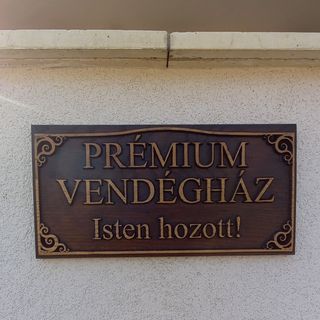 PRÉMIUM
VENDÉGHÁZ
Isten hozott!